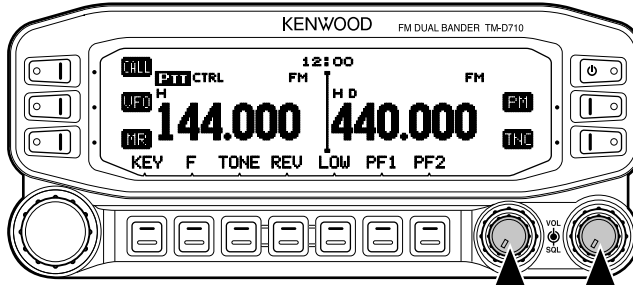 KENWOOD FM DUAL BANDER TM-D710
CALL 12:00
PTT CTRL FM FM
VFO H H D PM
144.000 440.000
MR TNC
KEY F TONE REV LOW PF1 PF2
VOL
SQL